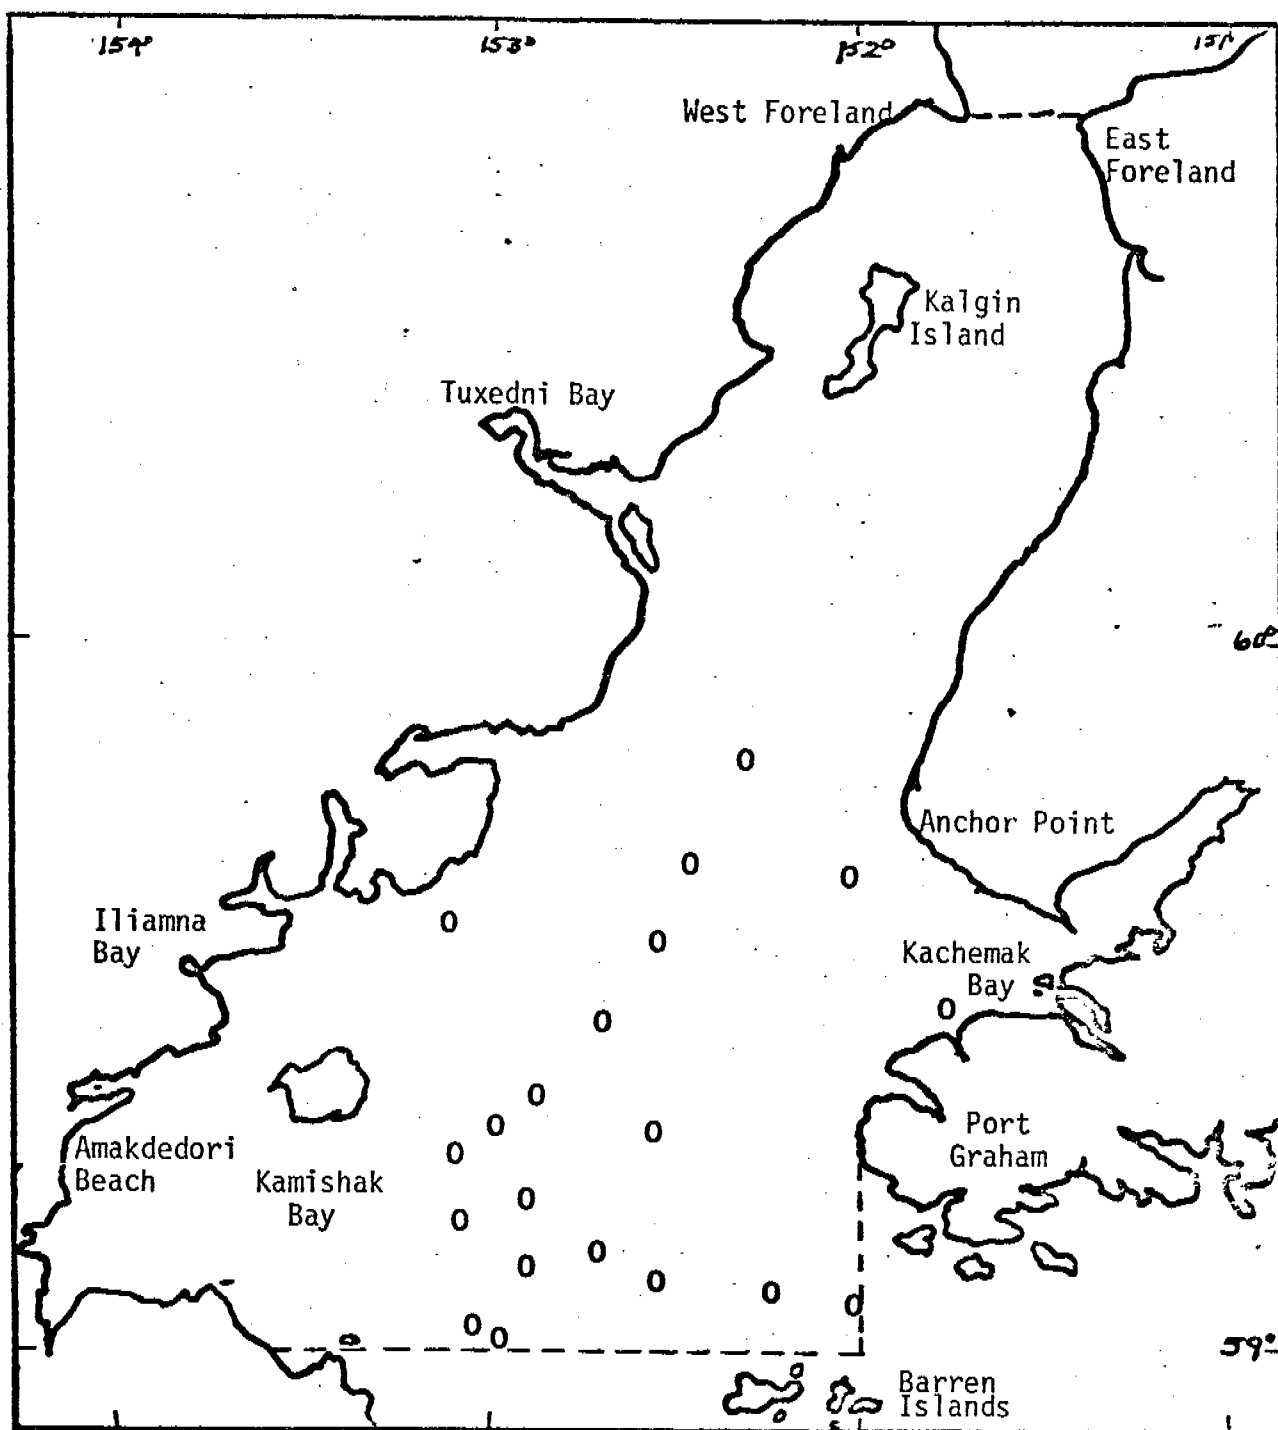 154°
153°
152°
151°
West Foreland
East
Foreland
Kalgin
Island
Tuxedni Bay
60°
Anchor Point
Iliamna
Bay
Kachemak
Bay
Amakdedori
Beach
Kamishak
Bay
Port
Graham
59°
Barren
Islands